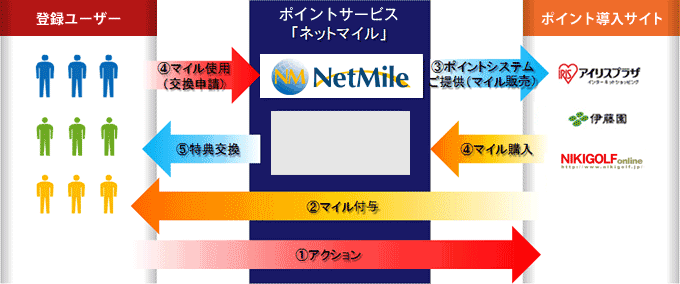 登録ユーザー
ポイントサービス
「ネットマイル」
ポイント導入サイト
④マイル使用
(交換申請)
NM NetMile
③ポイントシステム
ご提供(マイル販売)
IRIS アイリスプラザ
インターネットショッピング
伊藤園
⑤特典交換
④マイル購入
NIKIGOLF online
http://www.nikigolf.jp/
②マイル付与
①アクション